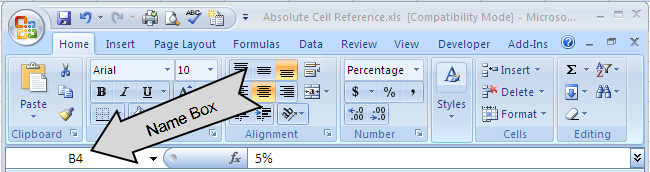 Absolute Cell Reference.xls [Compatibility Mode] - Microso...
Home Insert Page Layout Formulas Data Review View Developer Add-Ins
Arial 10 Percentage Insert Σ
Paste B I U $ % , Styles Delete
.00 .0 Format
Clipboard Alignment Number Cells Editing
Name Box
B4 fx 5%